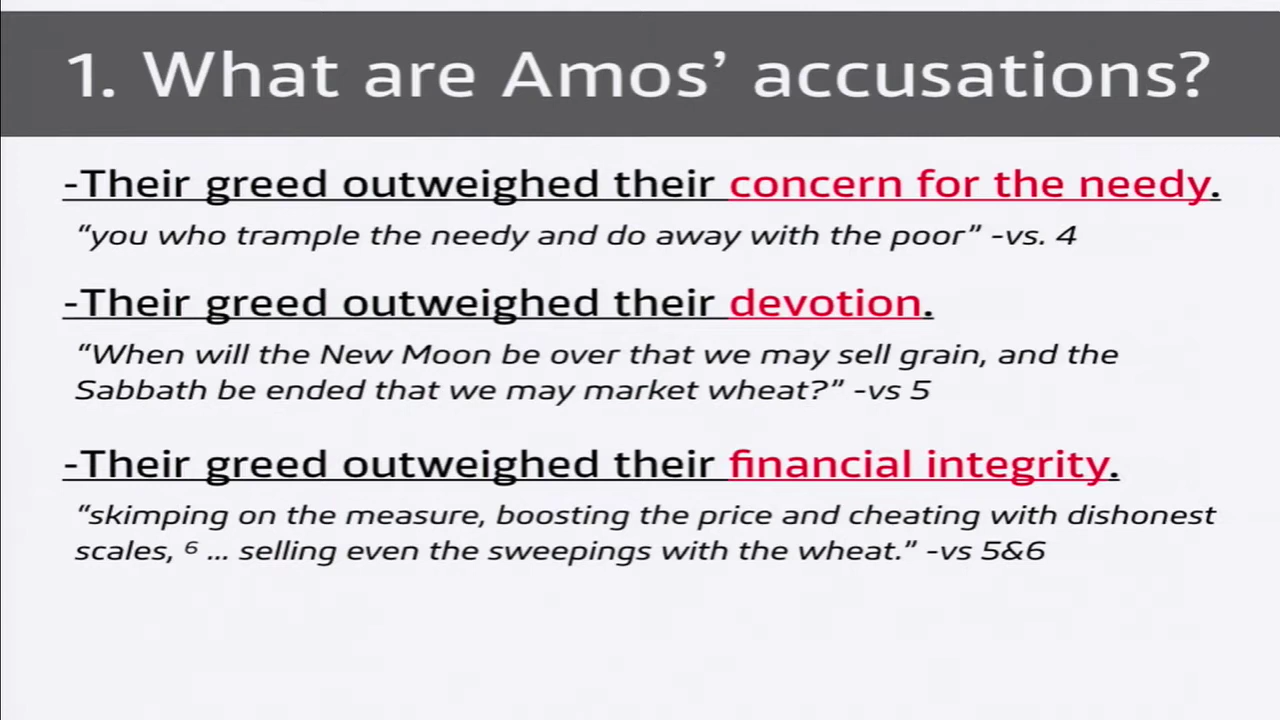 1. What are Amos’ accusations?
-Their greed outweighed their concern for the needy.
“you who trample the needy and do away with the poor” -vs. 4
-Their greed outweighed their devotion.
“When will the New Moon be over that we may sell grain, and the
Sabbath be ended that we may market wheat?” -vs 5
-Their greed outweighed their financial integrity.
“skimping on the measure, boosting the price and cheating with dishonest
scales, ⁶ … selling even the sweepings with the wheat.” -vs 5&6